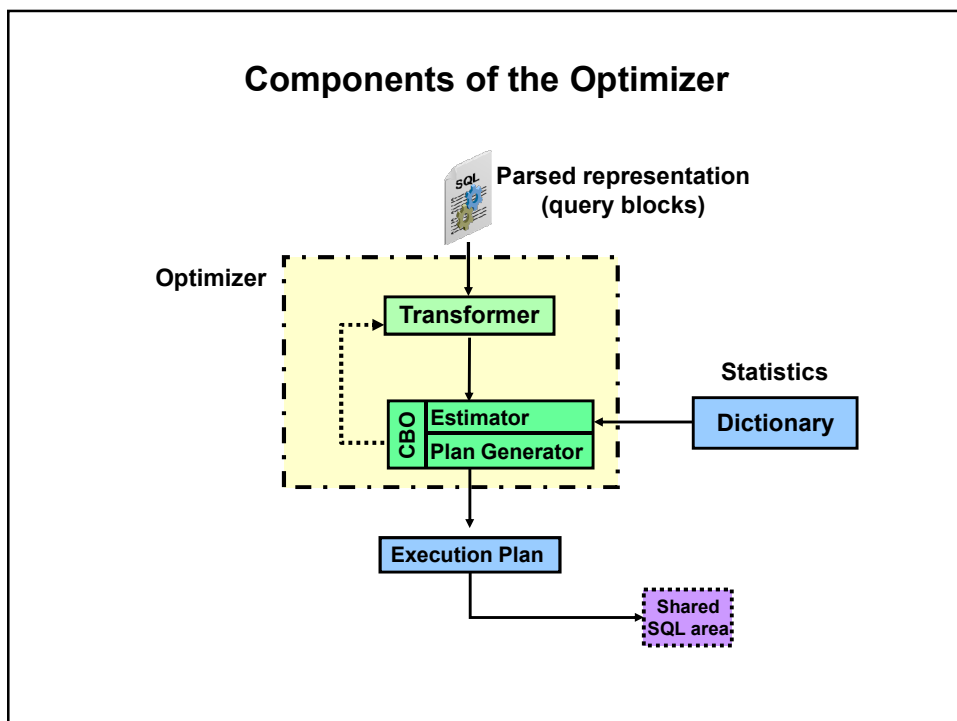 Components of the Optimizer
SQL
Parsed representation
(query blocks)
Optimizer
Transformer
Statistics
CBO
Estimator
Plan Generator
Dictionary
Execution Plan
Shared
SQL area